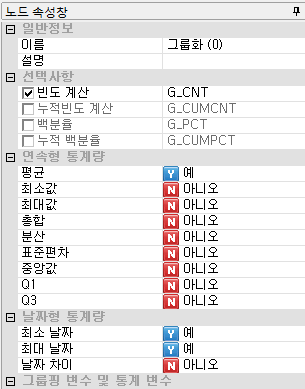 노드 속성창
일반정보
이름 그룹화 (0)
설명
선택사항
빈도 계산 G_CNT
누적빈도 계산 G_CUMCNT
백분율 G_PCT
누적 백분율 G_CUMPCT
연속형 통계량
평균 Y 예
최소값 N 아니오
최대값 N 아니오
총합 N 아니오
분산 N 아니오
표준편차 N 아니오
중앙값 N 아니오
Q1 N 아니오
Q3 N 아니오
날짜형 통계량
최소 날짜 Y 예
최대 날짜 Y 예
날짜 차이 N 아니오
그룹핑 변수 및 통계 변수